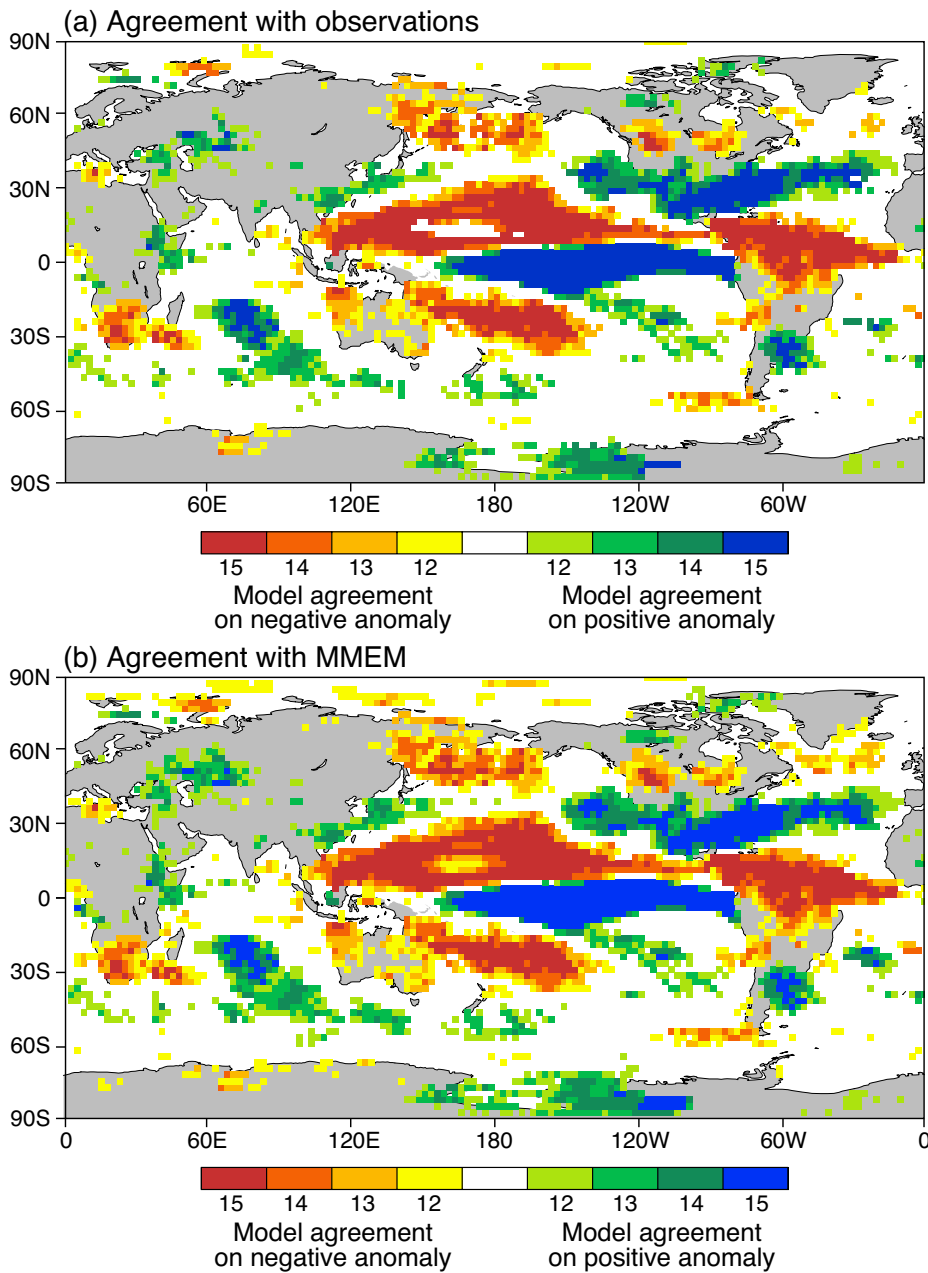 (a) Agreement with observations
90N
60N
30N
0
30S
60S
90S
60E 120E 180 120W 60W
15 14 13 12 12 13 14 15
Model agreement
on negative anomaly
Model agreement
on positive anomaly
(b) Agreement with MMEM
90N
60N
30N
0
30S
60S
90S
0 60E 120E 180 120W 60W 0
15 14 13 12 12 13 14 15
Model agreement
on negative anomaly
Model agreement
on positive anomaly